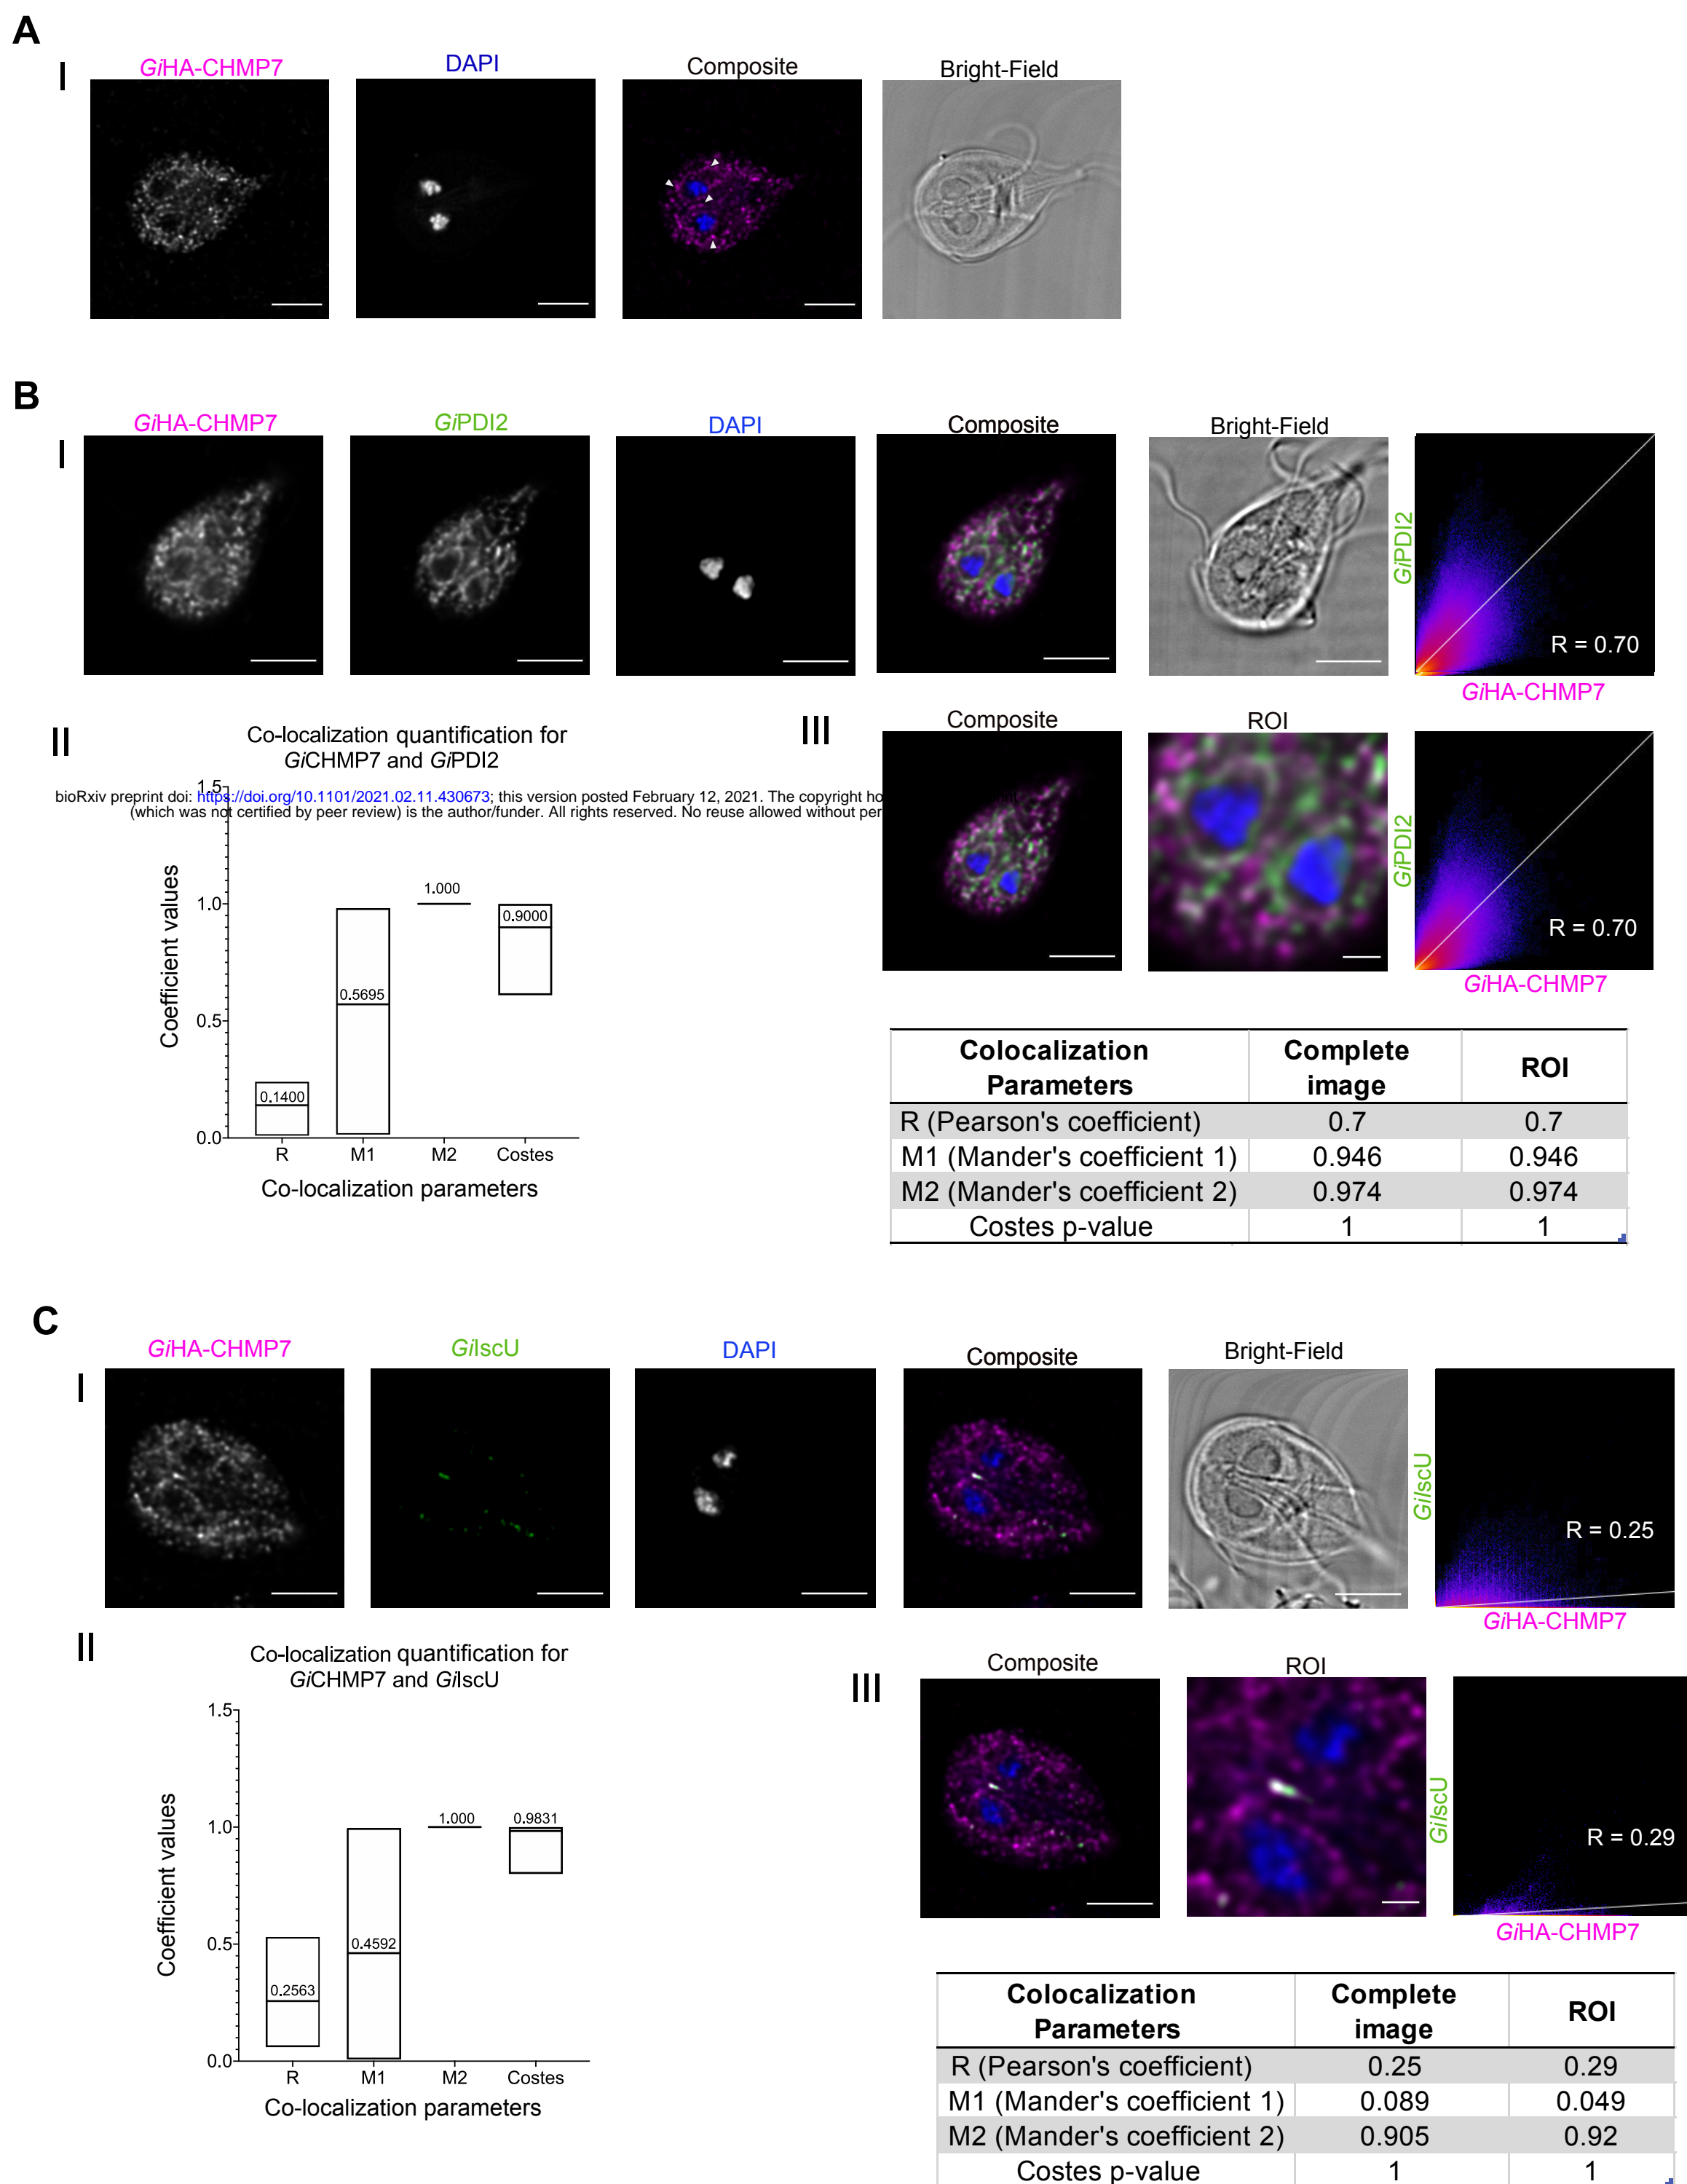 A
I
GiHA-CHMP7
DAPI
Composite
Bright-Field
B
I
GiHA-CHMP7
GiPDI2
DAPI
Composite
Bright-Field
GiPDI2
R = 0.70
GiHA-CHMP7
II
Co-localization quantification for
GiCHMP7 and GiPDI2
bioRxiv preprint doi: https://doi.org/10.1101/2021.02.11.430673; this version posted February 12, 2021. The copyright ho
(which was not certified by peer review) is the author/funder. All rights reserved. No reuse allowed without per
Coefficient values
1.5
1.0
0.5
0.0
0.1400
0.5695
1.000
0.9000
R
M1
M2
Costes
Co-localization parameters
III
Composite
ROI
GiPDI2
R = 0.70
GiHA-CHMP7
Colocalization Parameters
Complete image
ROI
R (Pearson's coefficient) 0.7 0.7
M1 (Mander's coefficient 1) 0.946 0.946
M2 (Mander's coefficient 2) 0.974 0.974
Costes p-value 1 1
C
I
GiHA-CHMP7
GiIscU
DAPI
Composite
Bright-Field
GiIscU
R = 0.25
GiHA-CHMP7
II
Co-localization quantification for
GiCHMP7 and GiIscU
Coefficient values
1.5
1.0
0.5
0.0
0.2563
0.4592
1.000
0.9831
R
M1
M2
Costes
Co-localization parameters
III
Composite
ROI
GiIscU
R = 0.29
GiHA-CHMP7
Colocalization Parameters
Complete image
ROI
R (Pearson's coefficient) 0.25 0.29
M1 (Mander's coefficient 1) 0.089 0.049
M2 (Mander's coefficient 2) 0.905 0.92
Costes p-value 1 1